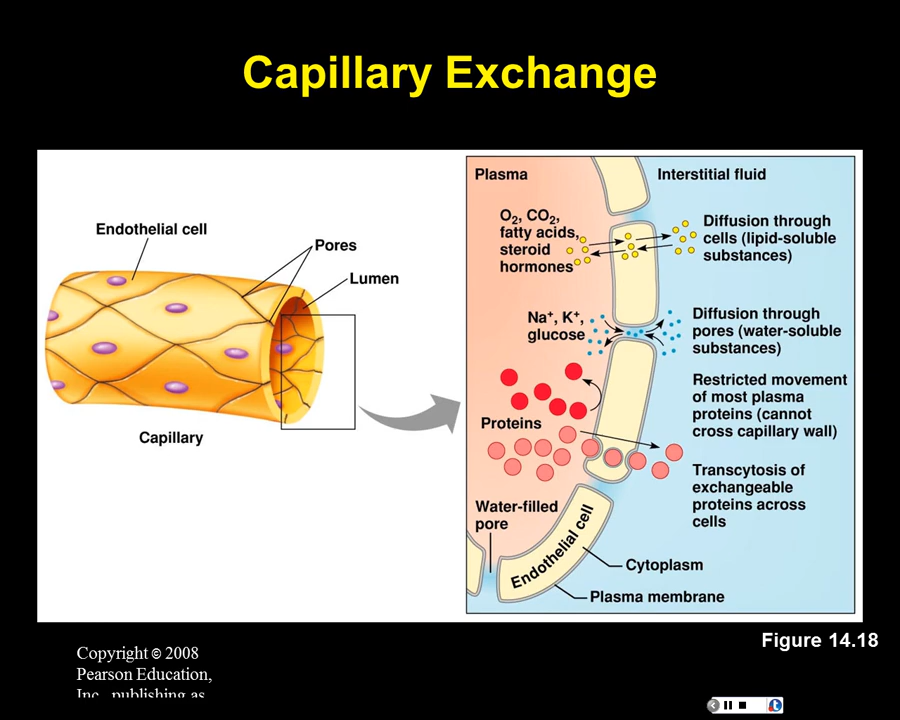 Capillary Exchange
Endothelial cell
Pores
Lumen
Capillary
Plasma
Interstitial fluid
O₂, CO₂,
fatty acids,
steroid
hormones
Diffusion through
cells (lipid-soluble
substances)
Na⁺, K⁺,
glucose
Diffusion through
pores (water-soluble
substances)
Restricted movement
of most plasma
proteins (cannot
cross capillary wall)
Proteins
Transcytosis of
exchangeable
proteins across
cells
Water-filled
pore
Endothelial cell
Cytoplasm
Plasma membrane
Figure 14.18
Copyright © 2008
Pearson Education,
Inc., publishing as